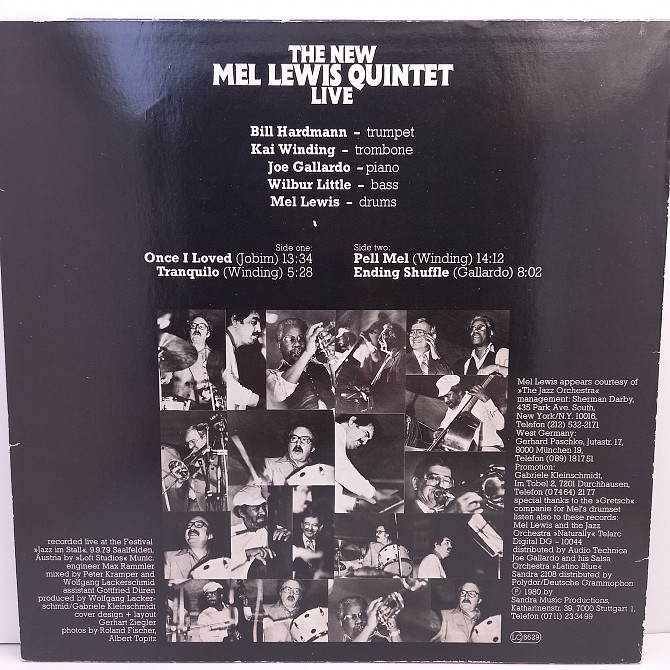 THE NEW
MEL LEWIS QUINTET
LIVE
Bill Hardmann – trumpet
Kai Winding – trombone
Joe Gallardo – piano
Wilbur Little – bass
Mel Lewis – drums
Side one:
Once I Loved (Jobim) 13:34
Tranquilo (Winding) 5:28
Side two:
Pell Mel (Winding) 14:12
Ending Shuffle (Gallardo) 8:02
Mel Lewis appears courtesy of
»The Jazz Orchestra«
management: Sherman Darby,
435 Park Ave. South,
New York/N.Y. 10016,
Telefon (212) 532-2171
West Germany:
Gerhard Paschke, Jutastr. 17,
8000 München 19,
Telefon (089) 181751
Promotion:
Gabriele Kleinschmidt,
Im Tobel 2, 7201 Durchhausen,
Telefon (07464) 2177
special thanks to the »Gretsch«
companie for Mel's drumset
listen also to these records:
Mel Lewis and the Jazz
Orchestra »Naturally« Telarc
Digital DG – 10044
distributed by Audio Technica
Joe Gallardo and his Salsa
Orchestra »Latino Blue«
Sandra 2108 distributed by
Polydor/Deutsche Grammophon
Ⓟ 1980 by
Sandra Music Productions,
Katharinenstr. 39, 7000 Stuttgart 1,
Telefon (0711) 233499
LC 6629
recorded live at the Festival
»Jazz im Stall«, 9.9.79 Saalfelden,
Austria by »Loft Studios« Music
engineer Max Rammler
mixed by Peter Kramper and
Wolfgang Lackerschmid
assistant Gottfried Düren
produced by Wolfgang Lacker-
schmid/Gabriele Kleinschmidt
cover design + layout
Gerhart Ziegler
photos by Roland Fischer,
Albert Topitz